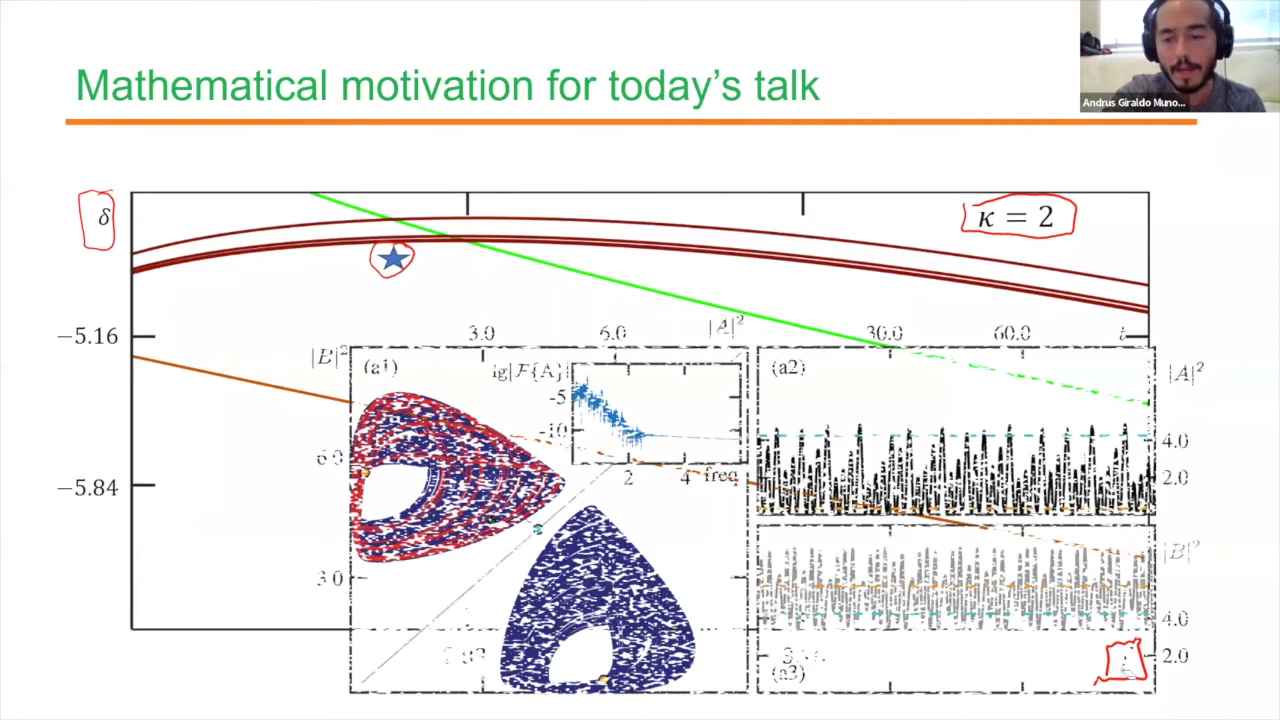 Mathematical motivation for today's talk
Andrus Giraldo Muno...
δ
κ = 2
−5.16
−5.84
3.0 6.0 |A|²
30.0 60.0 t
|B|²
(a1)
lg|F{A}|
-5
-10
2 4 freq
6.0
3.0
(a2)
|A|²
4.0
2.0
|B|²
4.0
2.0
(a3)